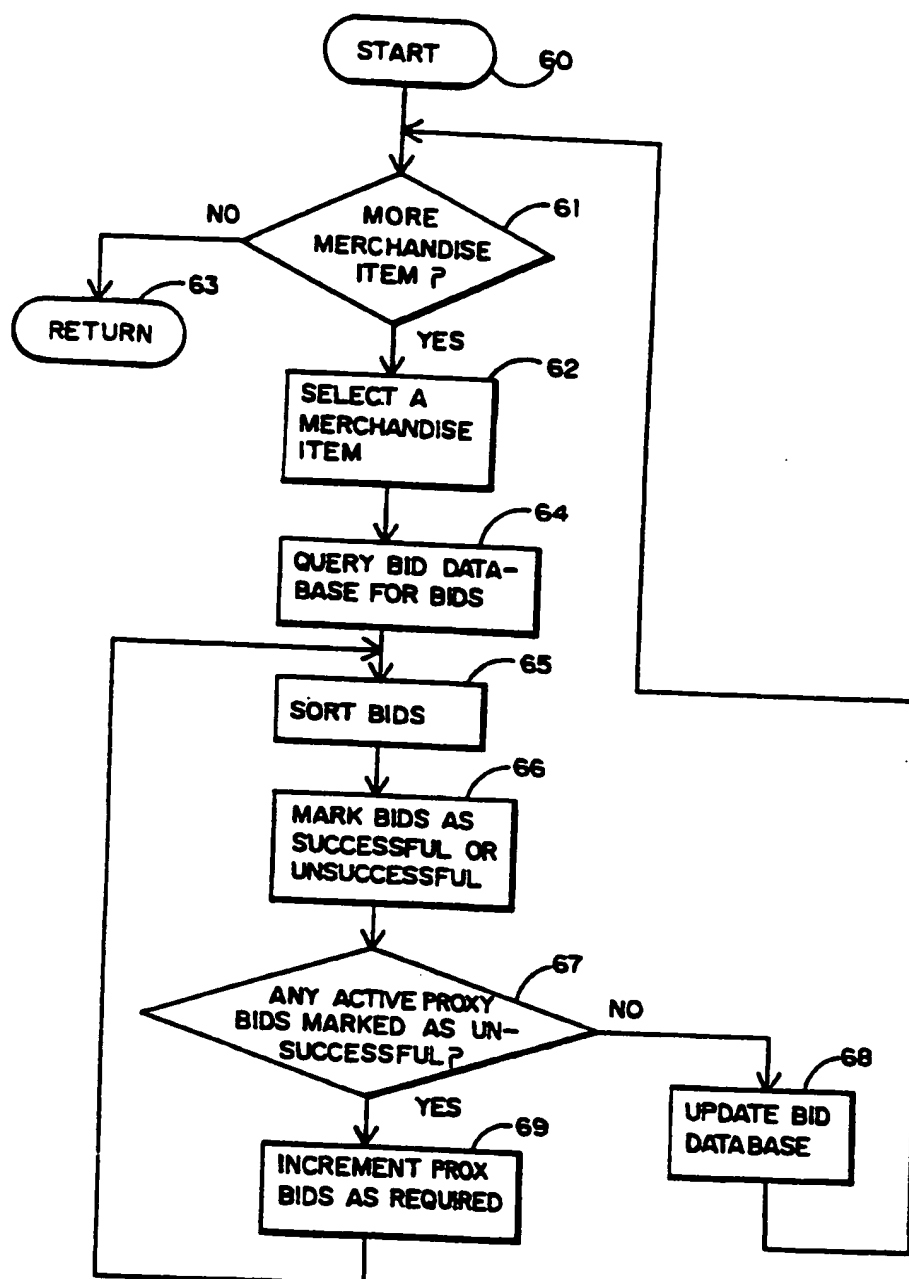 START
60
NO
MORE
MERCHANDISE
ITEM ?
61
63
RETURN
YES
62
SELECT A
MERCHANDISE
ITEM
64
QUERY BID DATA-
BASE FOR BIDS
65
SORT BIDS
66
MARK BIDS AS
SUCCESSFUL OR
UNSUCCESSFUL
67
ANY ACTIVE PROXY
BIDS MARKED AS UN-
SUCCESSFUL?
NO
68
UPDATE BID
DATABASE
YES
69
INCREMENT PROX
BIDS AS REQUIRED